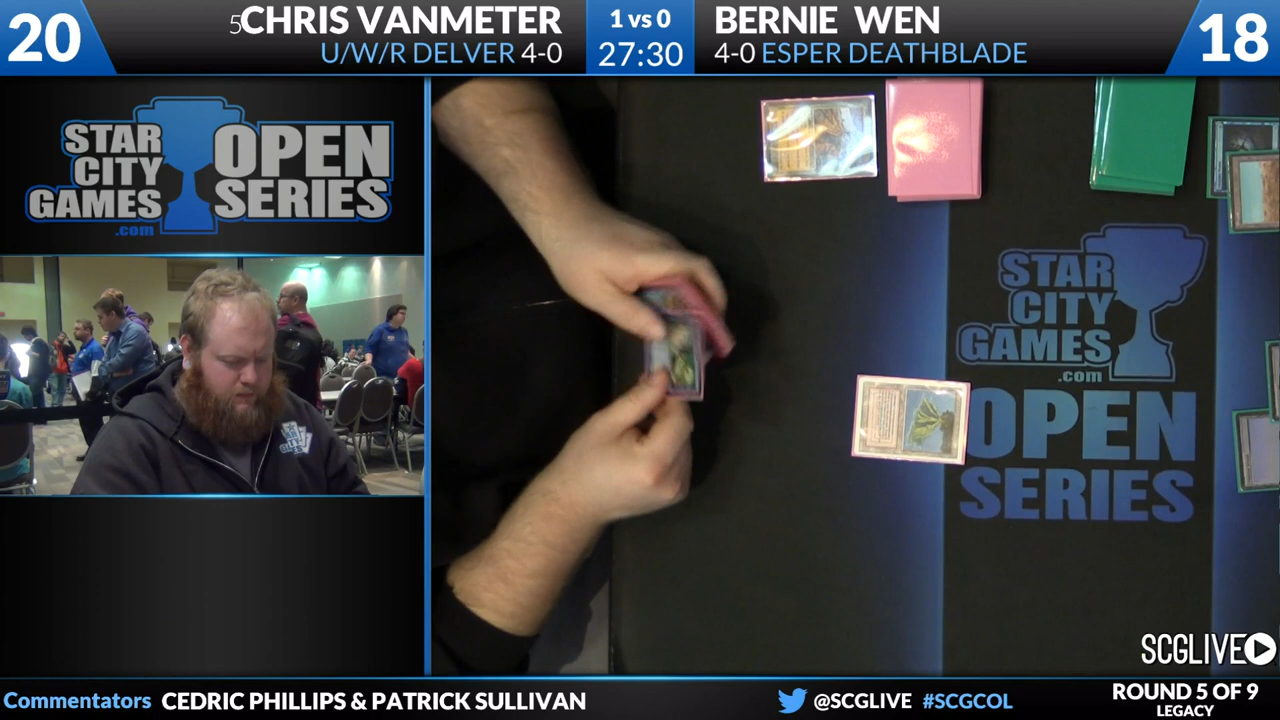 20
5CHRIS VANMETER
U/W/R DELVER 4-0
1 vs 0
27:30
BERNIE WEN
4-0 ESPER DEATHBLADE
18
STAR
CITY
GAMES
.com
OPEN
SERIES
STAR
CITY
GAMES
.com
OPEN
SERIES
SCGLIVE
Commentators CEDRIC PHILLIPS & PATRICK SULLIVAN
@SCGLIVE #SCGCOL
ROUND 5 OF 9
LEGACY